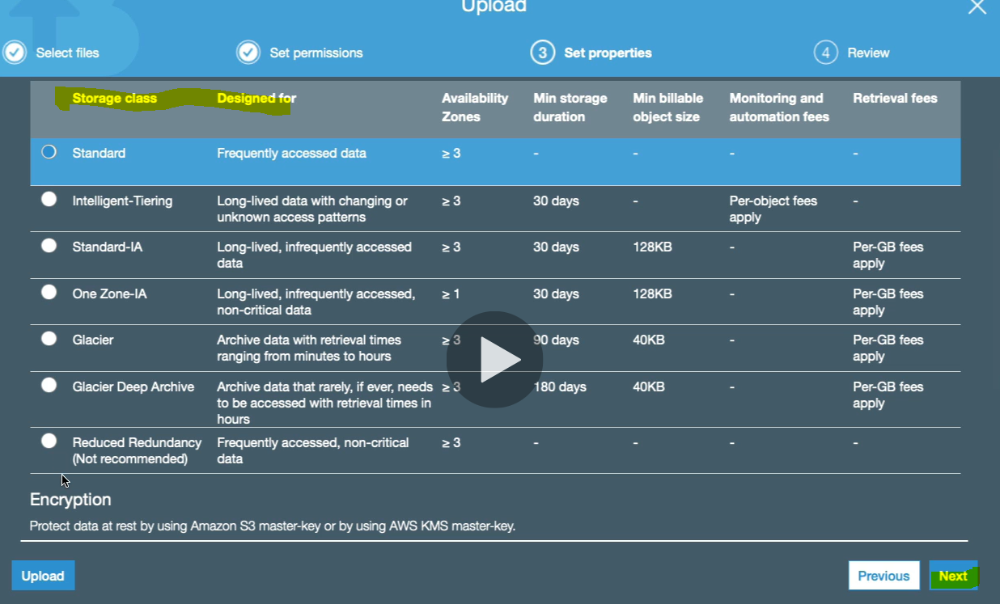 Upload
Select files
Set permissions
3 Set properties
4 Review
Storage class Designed for Availability Zones Min storage duration Min billable object size Monitoring and automation fees Retrieval fees
Standard Frequently accessed data ≥ 3 - - - -
Intelligent-Tiering Long-lived data with changing or unknown access patterns ≥ 3 30 days - Per-object fees apply -
Standard-IA Long-lived, infrequently accessed data ≥ 3 30 days 128KB - Per-GB fees apply
One Zone-IA Long-lived, infrequently accessed, non-critical data ≥ 1 30 days 128KB - Per-GB fees apply
Glacier Archive data with retrieval times ranging from minutes to hours ≥ 3 90 days 40KB - Per-GB fees apply
Glacier Deep Archive Archive data that rarely, if ever, needs to be accessed with retrieval times in hours ≥ 3 180 days 40KB - Per-GB fees apply
Reduced Redundancy (Not recommended) Frequently accessed, non-critical data ≥ 3 - - - -
Encryption
Protect data at rest by using Amazon S3 master-key or by using AWS KMS master-key.
Upload
Previous
Next